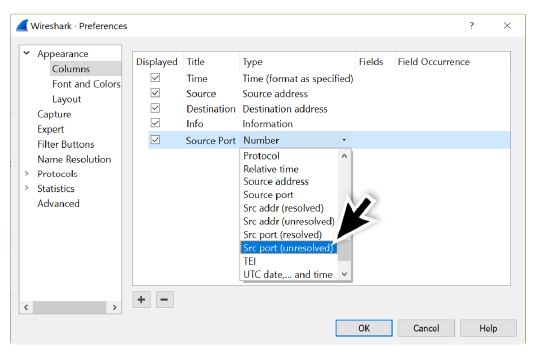 Wireshark · Preferences
?
Appearance
Columns
Font and Colors
Layout
Capture
Expert
Filter Buttons
Name Resolution
Protocols
Statistics
Advanced
Displayed Title Type Fields Field Occurrence
Time Time (format as specified)
Source Source address
Destination Destination address
Info Information
Source Port Number
Protocol
Relative time
Source address
Source port
Src addr (resolved)
Src addr (unresolved)
Src port (resolved)
Src port (unresolved)
TEI
UTC date,... and time
+ −
OK Cancel Help